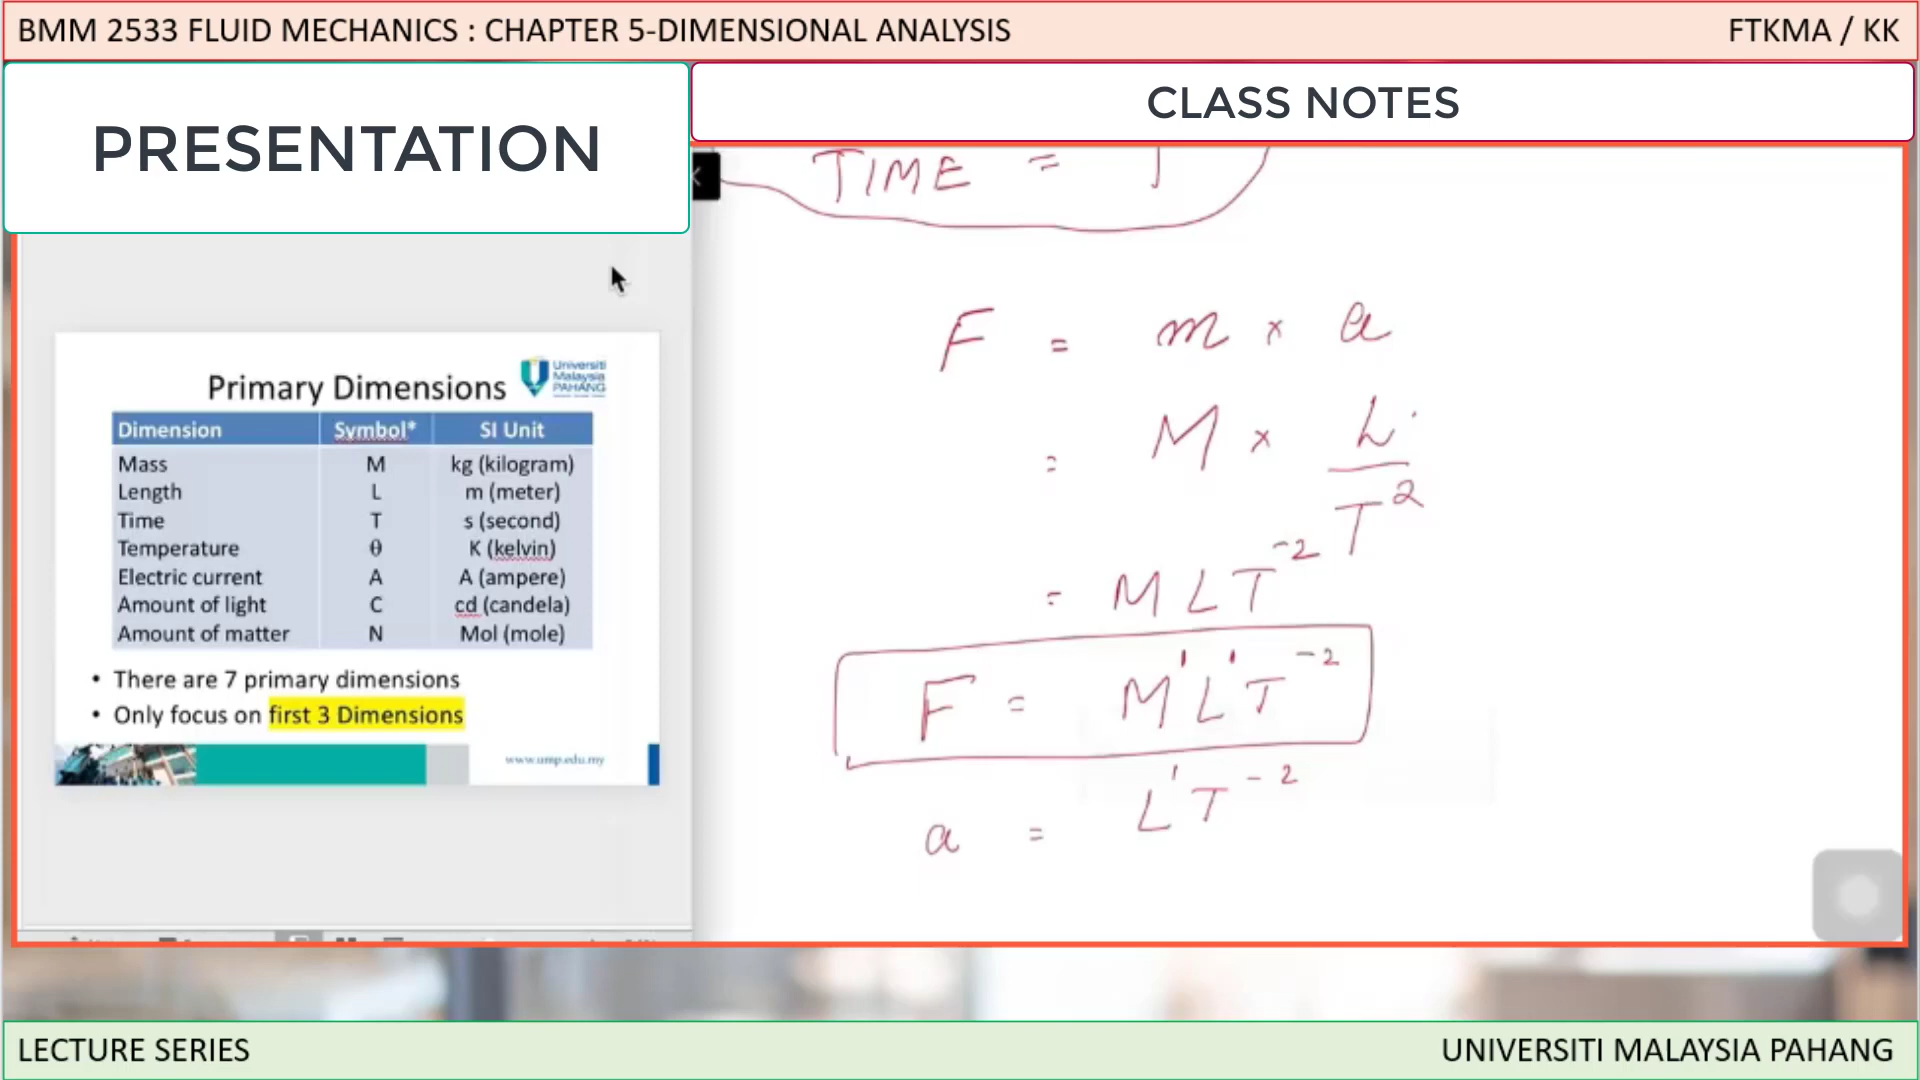 BMM 2533 FLUID MECHANICS : CHAPTER 5-DIMENSIONAL ANALYSIS
FTKMA / KK
PRESENTATION
CLASS NOTES
Primary Dimensions
Universiti
Malaysia
PAHANG
Dimension Symbol* SI Unit
Mass M kg (kilogram)
Length L m (meter)
Time T s (second)
Temperature θ K (kelvin)
Electric current A A (ampere)
Amount of light C cd (candela)
Amount of matter N Mol (mole)
• There are 7 primary dimensions
• Only focus on first 3 Dimensions
www.ump.edu.my
TIME = T
F = m × a
= M × L / T²
= M L T⁻²
F = M¹ L¹ T⁻²
a = L¹ T⁻²
LECTURE SERIES
UNIVERSITI MALAYSIA PAHANG